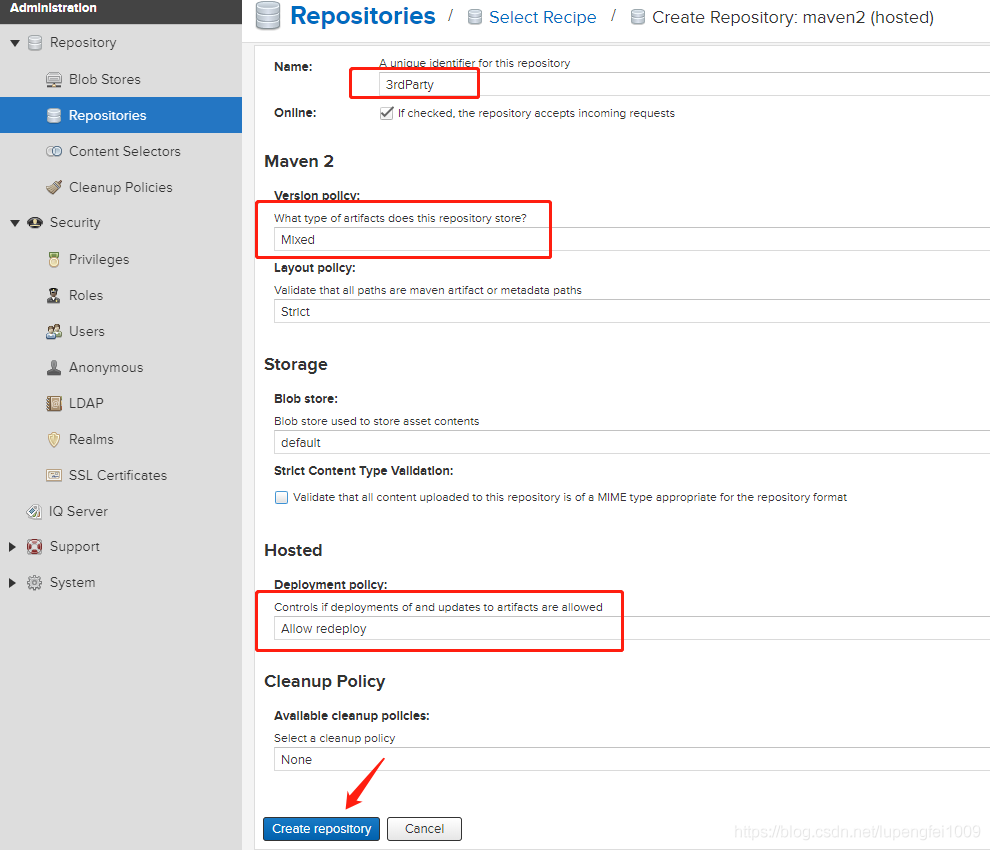 Administration
Repositories / Select Recipe / Create Repository: maven2 (hosted)
Repository
Blob Stores
Repositories
Content Selectors
Cleanup Policies
Security
Privileges
Roles
Users
Anonymous
LDAP
Realms
SSL Certificates
IQ Server
Support
System
Name:
A unique identifier for this repository
3rdParty
Online:
If checked, the repository accepts incoming requests
Maven 2
Version policy:
What type of artifacts does this repository store?
Mixed
Layout policy:
Validate that all paths are maven artifact or metadata paths
Strict
Storage
Blob store:
Blob store used to store asset contents
default
Strict Content Type Validation:
Validate that all content uploaded to this repository is of a MIME type appropriate for the repository format
Hosted
Deployment policy:
Controls if deployments of and updates to artifacts are allowed
Allow redeploy
Cleanup Policy
Available cleanup policies:
Select a cleanup policy
None
Create repository
Cancel
https://blog.csdn.net/lupengfei1009